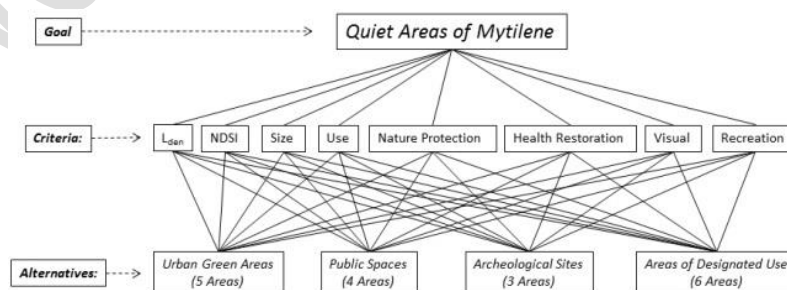 Goal
Quiet Areas of Mytilene
Criteria:
Lden
NDSI
Size
Use
Nature Protection
Health Restoration
Visual
Recreation
Alternatives:
Urban Green Areas
(5 Areas)
Public Spaces
(4 Areas)
Archeological Sites
(3 Areas)
Areas of Designated Use
(6 Areas)